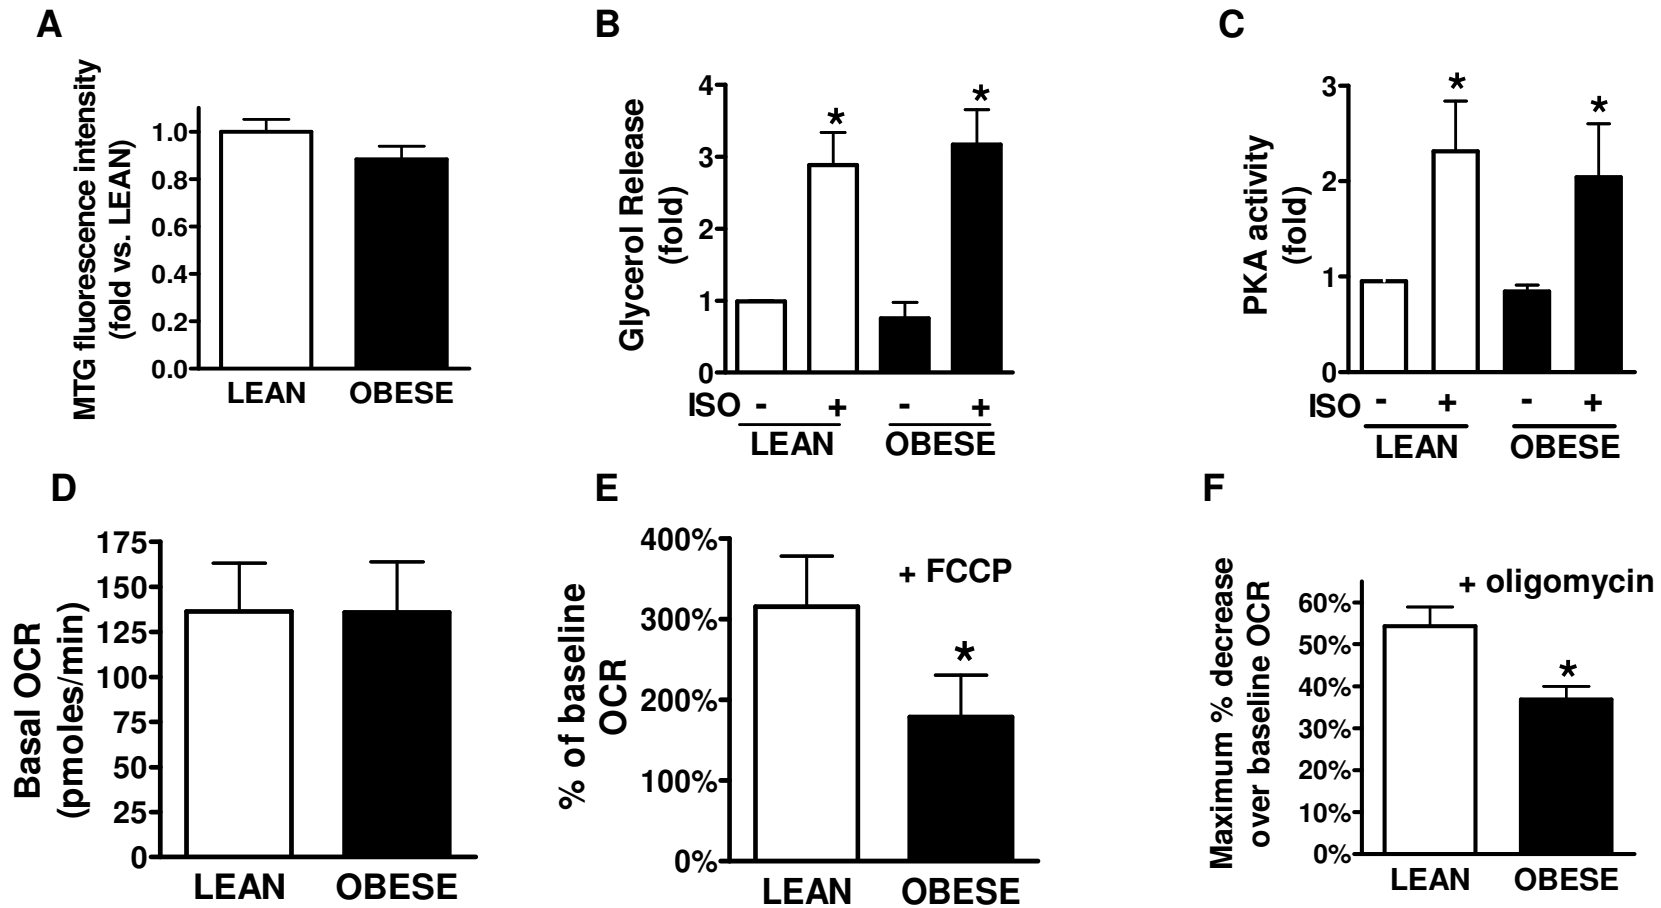 A
MTG fluorescence intensity
(fold vs. LEAN)
1.0
0.8
0.6
0.4
0.2
0.0
LEAN OBESE
B
Glycerol Release
(fold)
4
3
2
1
0
* *
ISO - + - +
LEAN OBESE
C
PKA activity
(fold)
3
2
1
0
* *
ISO - + - +
LEAN OBESE
D
Basal OCR
(pmoles/min)
175
150
125
100
75
50
25
0
LEAN OBESE
E
% of baseline
OCR
400%
300%
200%
100%
0%
+ FCCP
*
LEAN OBESE
F
Maximum % decrease
over baseline OCR
60%
50%
40%
30%
20%
10%
0%
+ oligomycin
*
LEAN OBESE